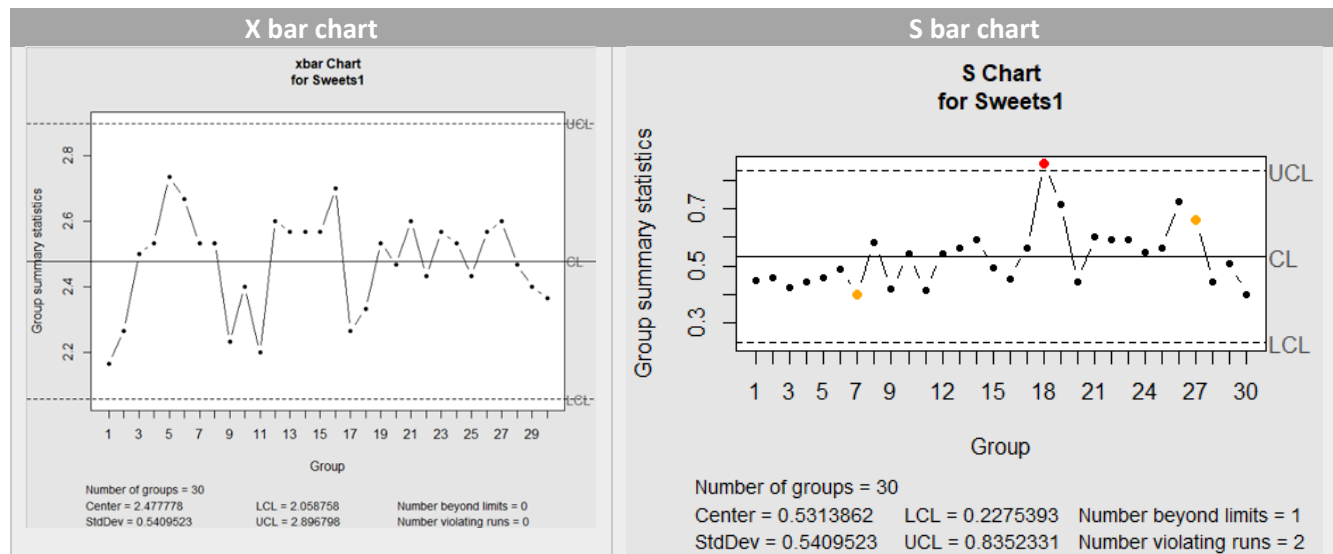 X bar chart
S bar chart
xbar Chart
for Sweets1
Group summary statistics
2.8
2.6
2.4
2.2
UCL
CL
LCL
1 3 5 7 9 11 13 15 17 19 21 23 25 27 29
Group
Number of groups = 30
Center = 2.477778 LCL = 2.058758 Number beyond limits = 0
StdDev = 0.5409523 UCL = 2.896798 Number violating runs = 0
S Chart
for Sweets1
Group summary statistics
0.7
0.5
0.3
UCL
CL
LCL
1 3 5 7 9 12 15 18 21 24 27 30
Group
Number of groups = 30
Center = 0.5313862 LCL = 0.2275393 Number beyond limits = 1
StdDev = 0.5409523 UCL = 0.8352331 Number violating runs = 2